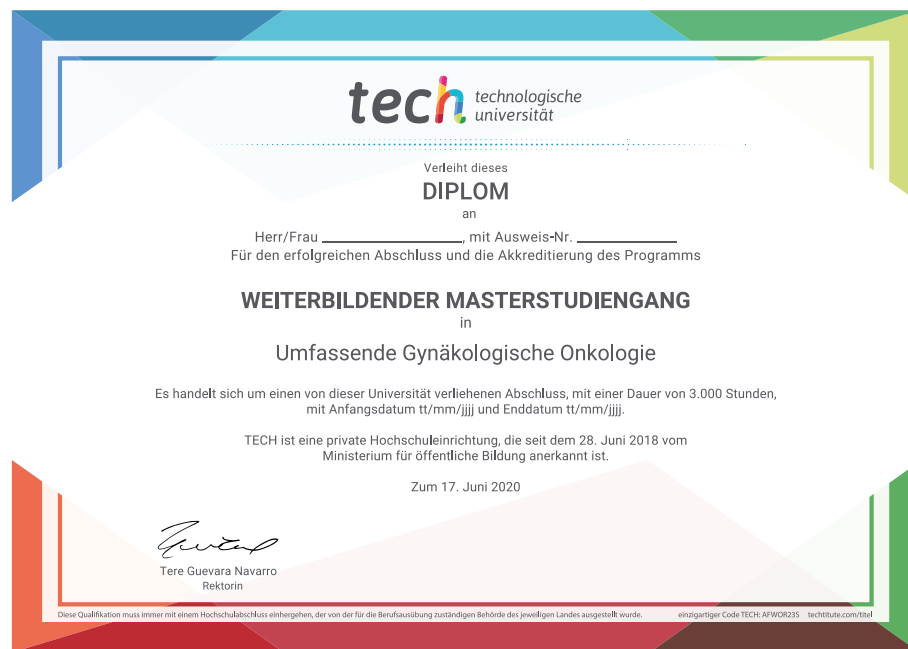 tech technologische
universität
Verleiht dieses
DIPLOM
an
Herr/Frau ____________________, mit Ausweis-Nr. ______________
Für den erfolgreichen Abschluss und die Akkreditierung des Programms
WEITERBILDENDER MASTERSTUDIENGANG
in
Umfassende Gynäkologische Onkologie
Es handelt sich um einen von dieser Universität verliehenen Abschluss, mit einer Dauer von 3.000 Stunden,
mit Anfangsdatum tt/mm/jjjj und Enddatum tt/mm/jjjj.
TECH ist eine private Hochschuleinrichtung, die seit dem 28. Juni 2018 vom
Ministerium für öffentliche Bildung anerkannt ist.
Zum 17. Juni 2020
Tere Guevara Navarro
Rektorin
Diese Qualifikation muss immer mit einem Hochschulabschluss einhergehen, der von der für die Berufsausübung zuständigen Behörde des jeweiligen Landes ausgestellt wurde. einzigartiger Code TECH: AFWOR23S techtitute.com/titel